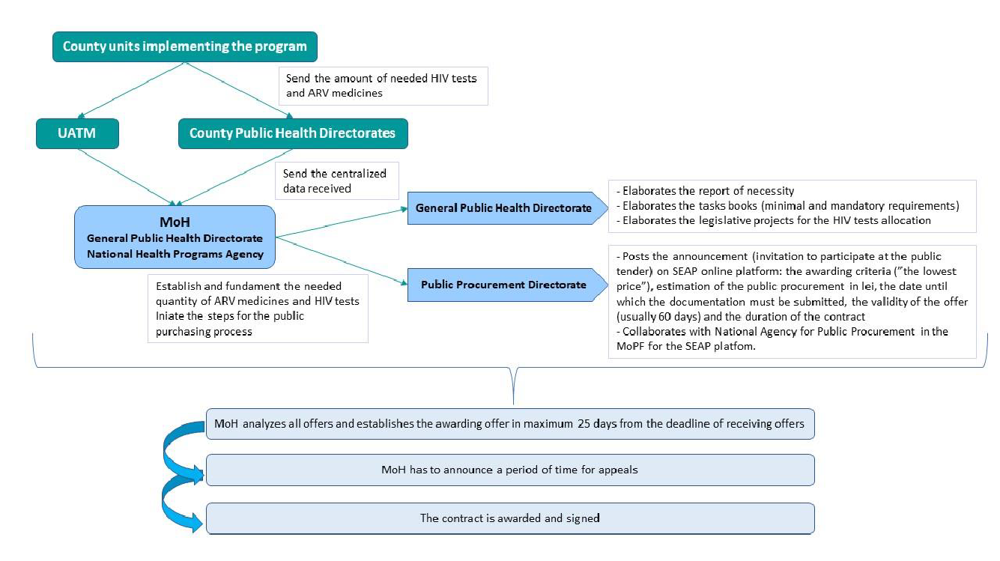 County units implementing the program
Send the amount of needed HIV tests
and ARV medicines
UATM
County Public Health Directorates
Send the centralized
data received
MoH
General Public Health Directorate
National Health Programs Agency
Establish and fundament the needed
quantity of ARV medicines and HIV tests
Iniate the steps for the public
purchasing process
General Public Health Directorate
- Elaborates the report of necessity
- Elaborates the tasks books (minimal and mandatory requirements)
- Elaborates the legislative projects for the HIV tests allocation
Public Procurement Directorate
- Posts the announcement (invitation to participate at the public
tender) on SEAP online platform: the awarding criteria (”the lowest
price”), estimation of the public procurement in lei, the date until
which the documentation must be submitted, the validity of the offer
(usually 60 days) and the duration of the contract
- Collaborates with National Agency for Public Procurement in the
MoPF for the SEAP platfom.
MoH analyzes all offers and establishes the awarding offer in maximum 25 days from the deadline of receiving offers
MoH has to announce a period of time for appeals
The contract is awarded and signed